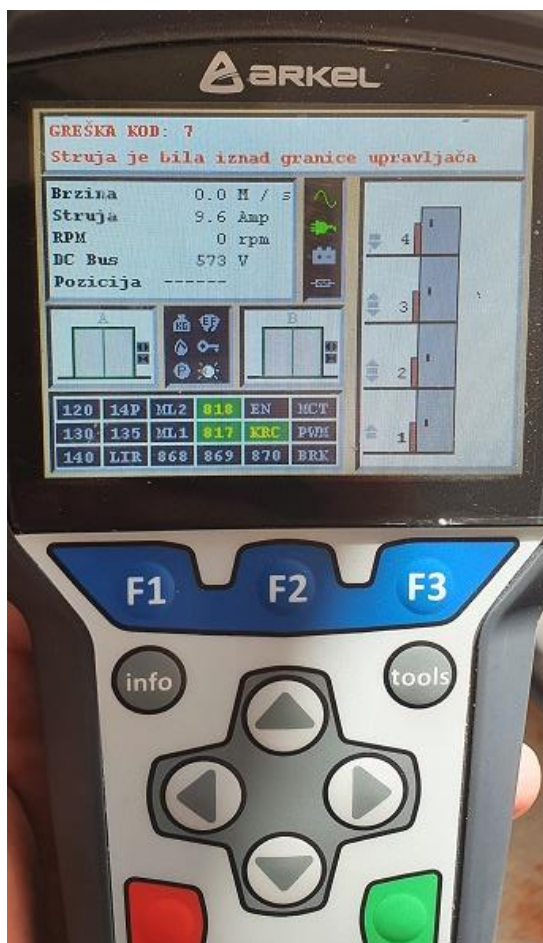 ARKEL
GREŠKA KOD: 7
Struja je bila iznad granice upravljača
Brzina 0.0 M / s
Struja 9.6 Amp
RPM 0 rpm
DC Bus 573 V
Pozicija ------
4
3
2
1
A
KG
P
B
120 14P ML2 818 EN MCT
130 135 ML1 817 KRC PWM
140 LIR 868 869 870 BRK
F1 F2 F3
info tools